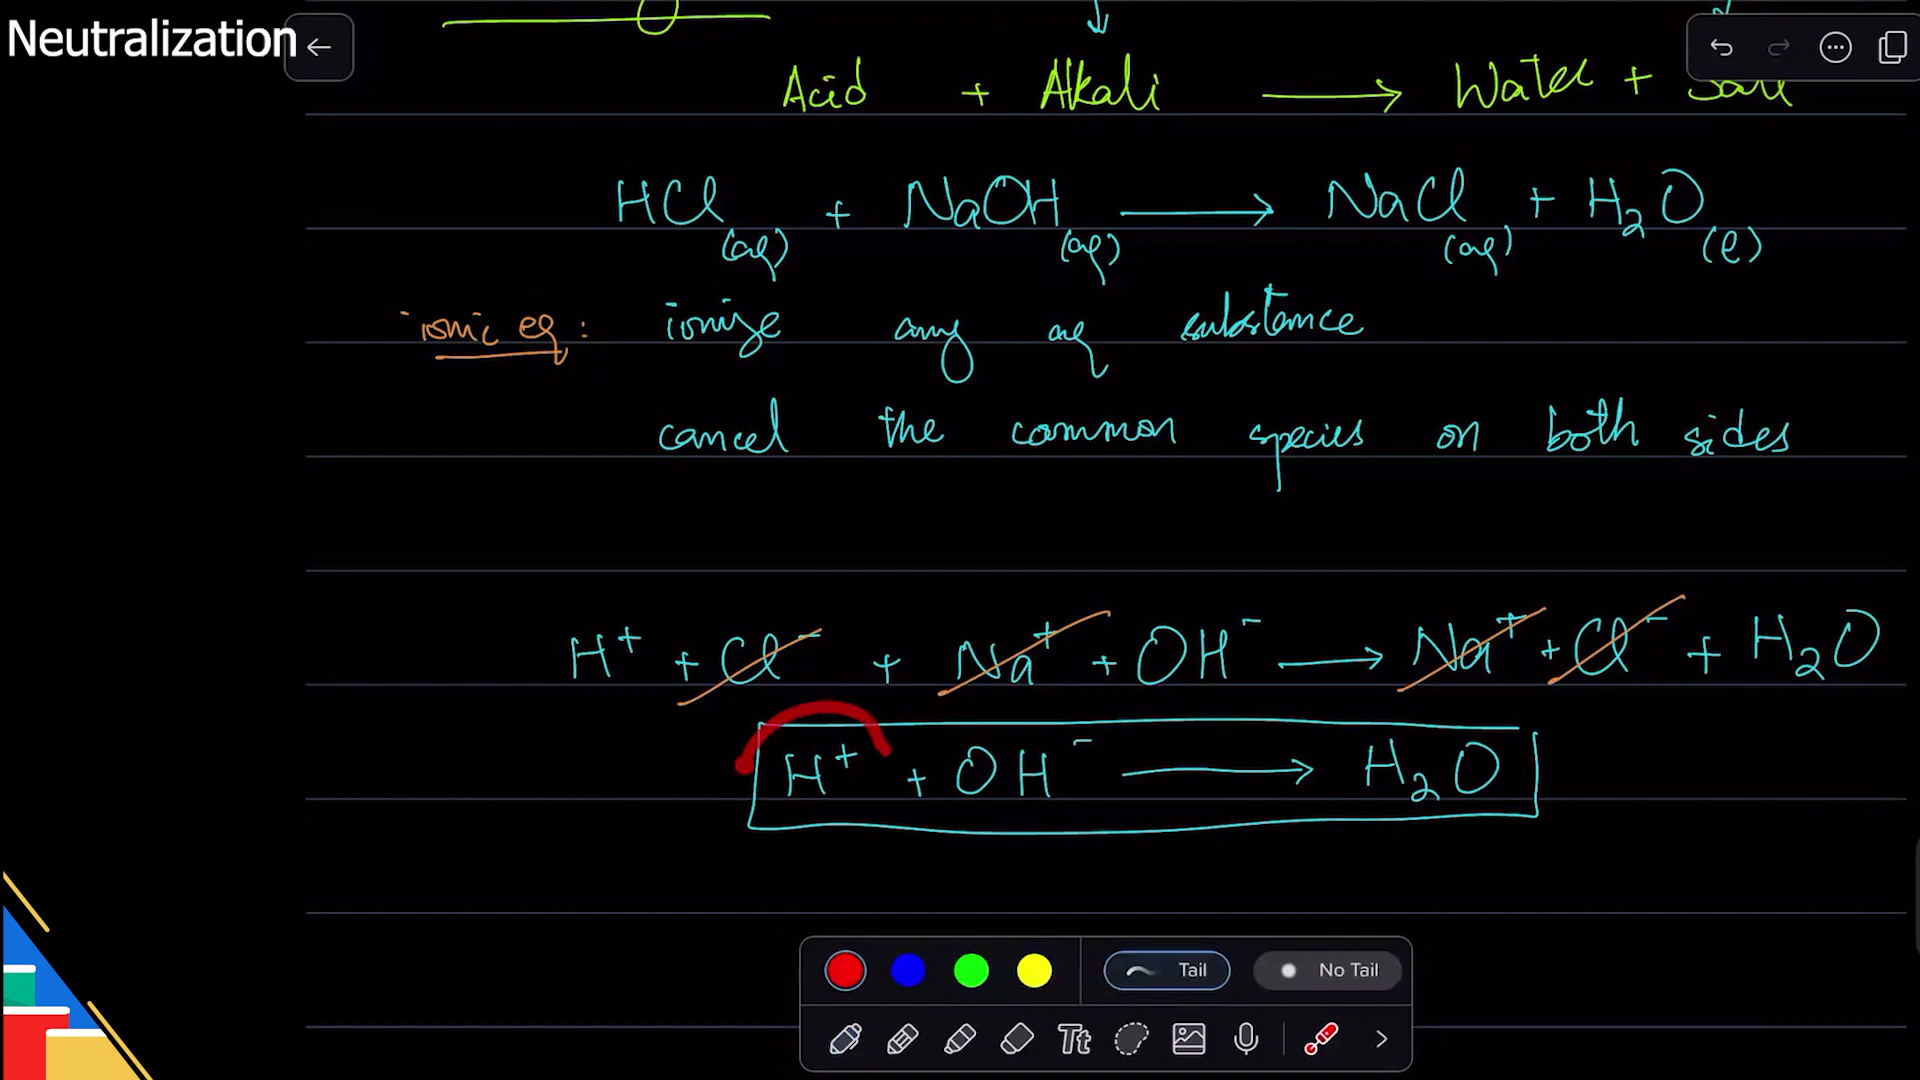 Neutralization
Acid + Alkali ⟶ Water + Salt
HCl(aq) + NaOH(aq) ⟶ NaCl(aq) + H₂O(l)
ionic eq : ionize any aq substance
cancel the common species on both sides
H⁺ + Cl⁻ + Na⁺ + OH⁻ ⟶ Na⁺ + Cl⁻ + H₂O
H⁺ + OH⁻ ⟶ H₂O
Tail No Tail
Tt